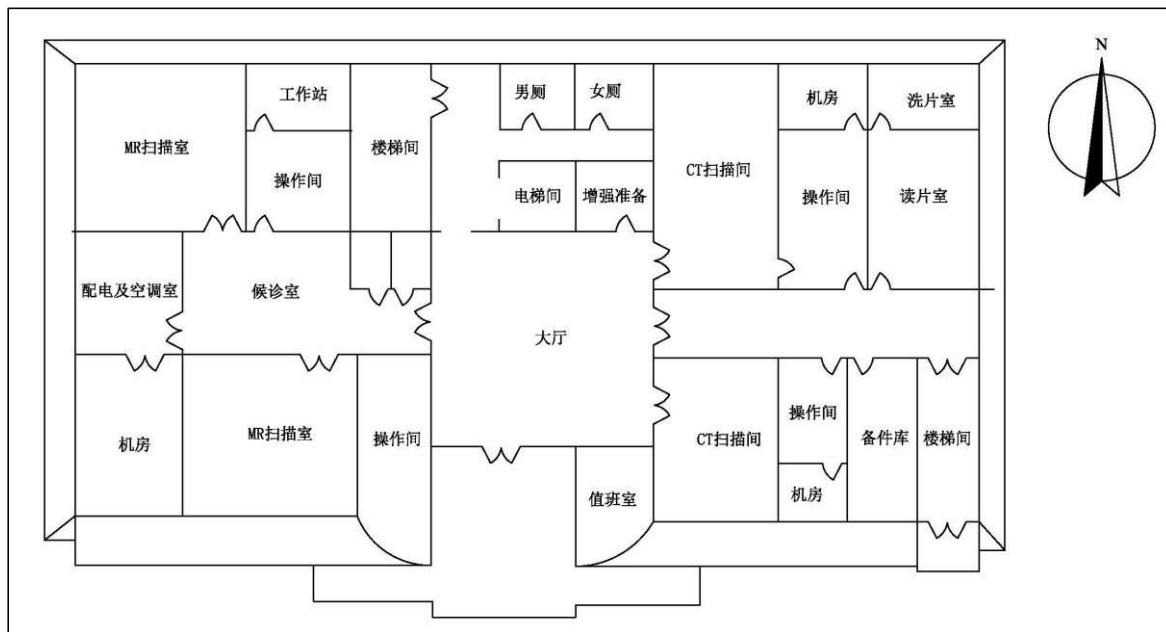 N
工作站
男厕
女厕
机房
洗片室
MR扫描室
楼梯间
CT扫描间
操作间
电梯间
增强准备
操作间
读片室
配电及空调室
候诊室
大厅
机房
MR扫描室
操作间
CT扫描间
操作间
备件库
楼梯间
机房
值班室